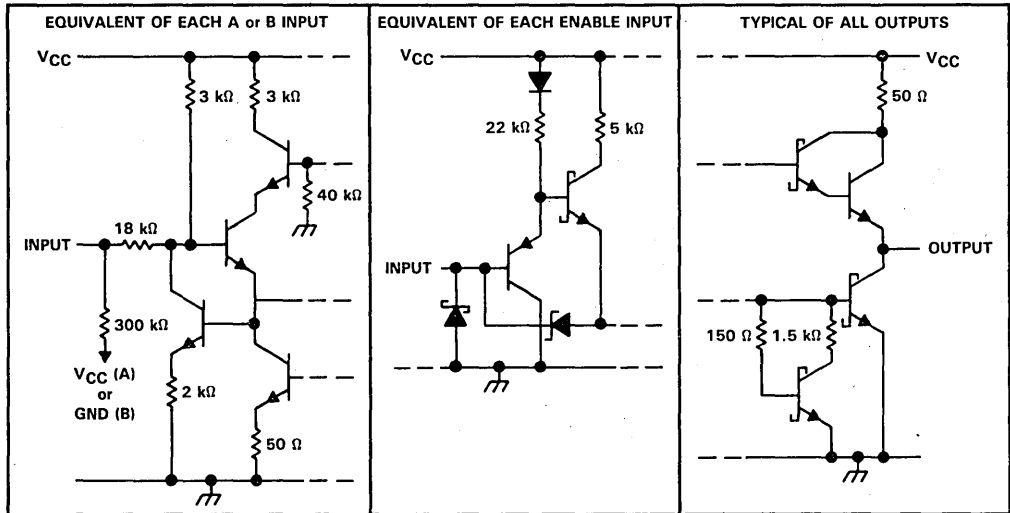 EQUIVALENT OF EACH A or B INPUT
VCC
3 kΩ
3 kΩ
40 kΩ
18 kΩ
INPUT
300 kΩ
VCC (A)
or
GND (B)
2 kΩ
50 Ω
EQUIVALENT OF EACH ENABLE INPUT
VCC
22 kΩ
5 kΩ
INPUT
TYPICAL OF ALL OUTPUTS
VCC
50 Ω
OUTPUT
150 Ω
1.5 kΩ